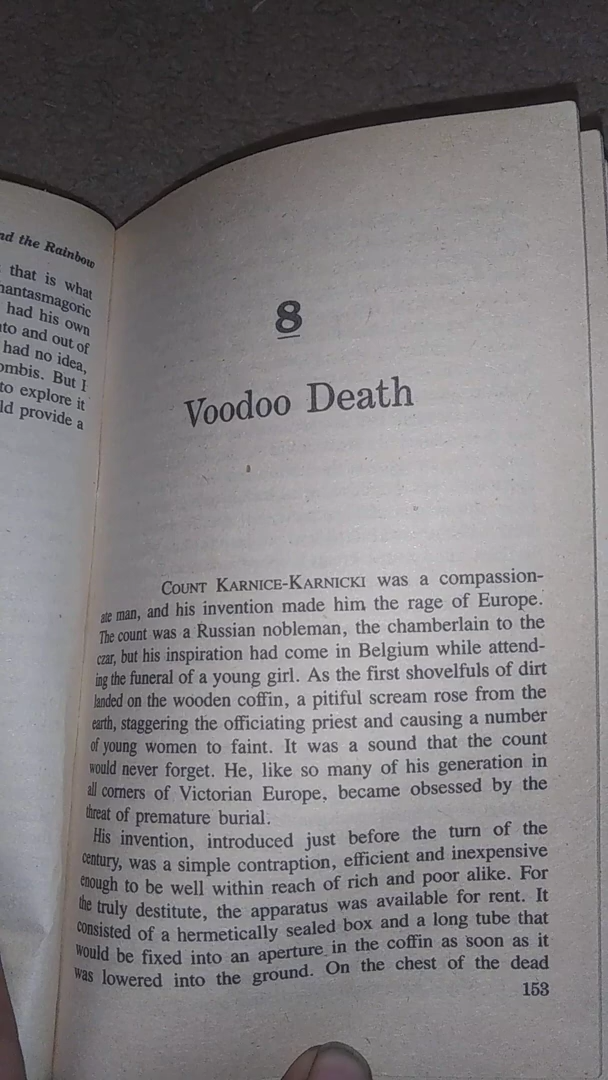 nd the Rainbow
that is what
hantasmagoric
had his own
nto and out of
had no idea,
ombis. But I
to explore it
ld provide a
8
Voodoo Death
COUNT KARNICE-KARNICKI was a compassion-
ate man, and his invention made him the rage of Europe.
The count was a Russian nobleman, the chamberlain to the
czar, but his inspiration had come in Belgium while attend-
ing the funeral of a young girl. As the first shovelfuls of dirt
landed on the wooden coffin, a pitiful scream rose from the
earth, staggering the officiating priest and causing a number
of young women to faint. It was a sound that the count
would never forget. He, like so many of his generation in
all corners of Victorian Europe, became obsessed by the
threat of premature burial.
His invention, introduced just before the turn of the
century, was a simple contraption, efficient and inexpensive
enough to be well within reach of rich and poor alike. For
the truly destitute, the apparatus was available for rent. It
consisted of a hermetically sealed box and a long tube that
would be fixed into an aperture in the coffin as soon as it
was lowered into the ground. On the chest of the dead
153